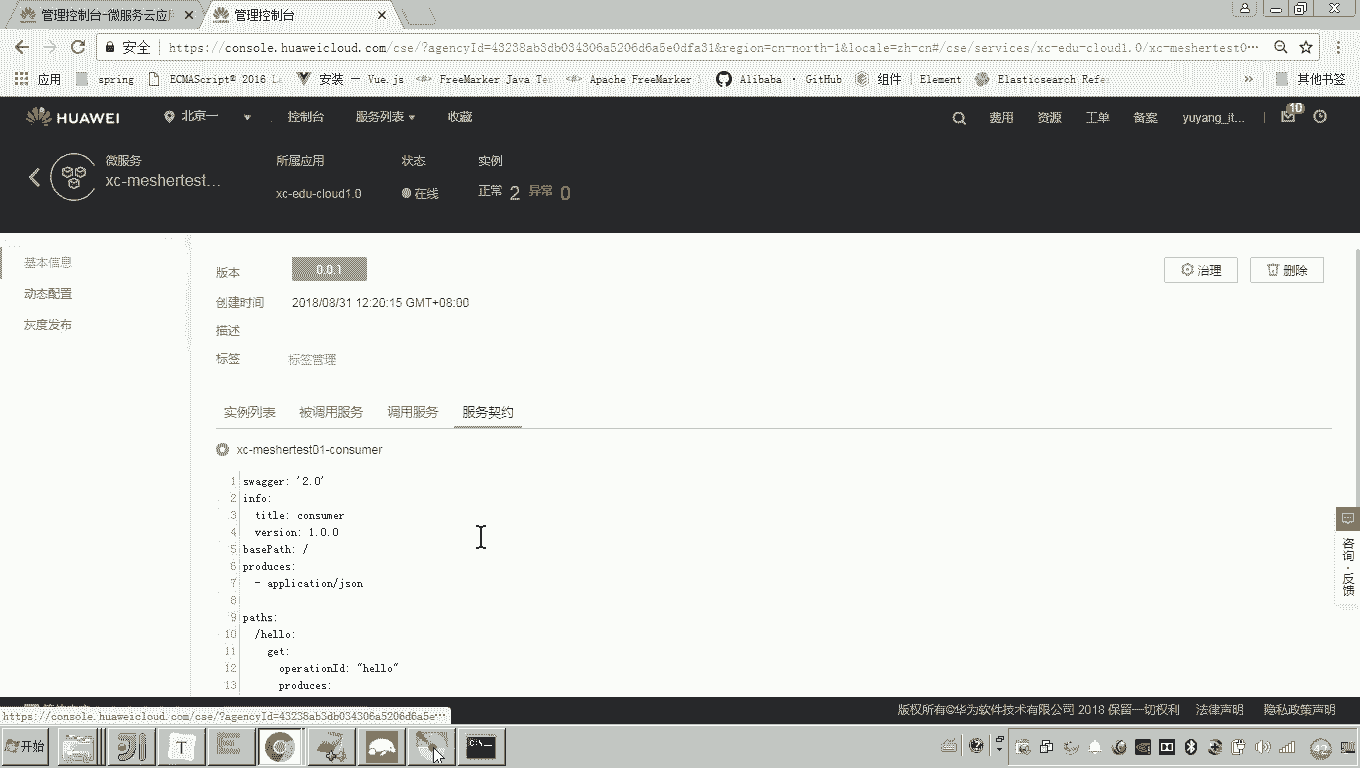 管理控制台-微服务云应
管理控制台
安全
https://console.huaweicloud.com/cse/?agencyId=43238ab3db034306a5206d6a5e0dfa31&region=cn-north-1&locale=zh-cn#/cse/services/xc-edu-cloud1.0/xc-meshertest0…
应用 spring ECMAScript® 2016 La 安装 — Vue.js FreeMarker Java Te Apache FreeMarker Alibaba · GitHub 组件 | Element Elasticsearch Refe » 其他书签
HUAWEI 北京一 控制台 服务列表 收藏 费用 资源 工单 备案 yuyang_it... 10
微服务 所属应用 状态 实例
xc-meshertest... xc-edu-cloud1.0 在线 正常 2 异常 0
基本信息
动态配置
灰度发布
版本 0.0.1 治理 删除
创建时间 2018/08/31 12:20:15 GMT+08:00
描述
标签 标签管理
实例列表 被调用服务 调用服务 服务契约
xc-meshertest01-consumer
1 swagger: '2.0'
2 info:
3 title: consumer
4 version: 1.0.0
5 basePath: /
6 produces:
7 - application/json
8
9 paths:
10 /hello:
11 get:
12 operationId: "hello"
13 produces:
咨询·反馈
版权所有©华为软件技术有限公司 2018 保留一切权利 法律声明 隐私政策声明
https://console.huaweicloud.com/cse/?agencyId=43238ab3db034306a5206d6a5e…
开始